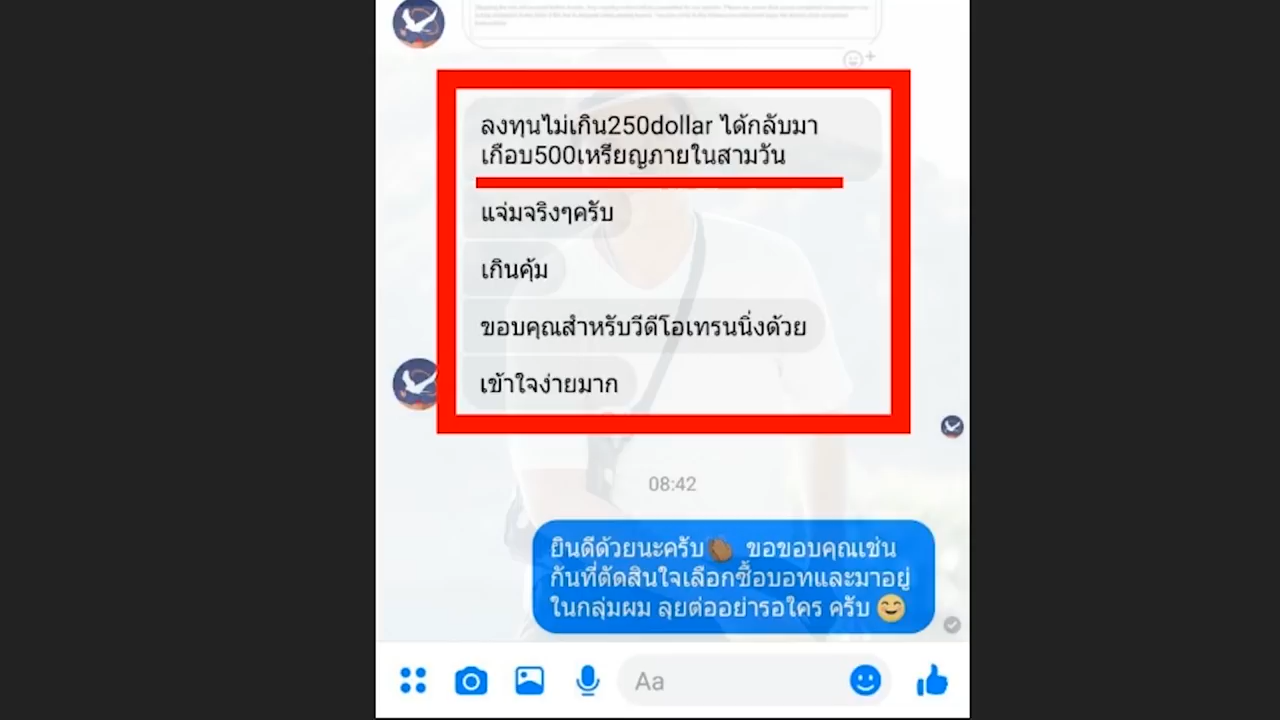 ลงทุนไม่เกิน250dollar ได้กลับมา
เกือบ500เหรียญภายในสามวัน
แจ่มจริงๆครับ
เกินคุ้ม
ขอบคุณสำหรับวีดีโอเทรนนิ่งด้วย
เข้าใจง่ายมาก
08:42
ยินดีด้วยนะครับ👏🏾 ขอขอบคุณเช่น
กันที่ตัดสินใจเลือกซื้อบอทและมาอยู่
ในกลุ่มผม ลุยต่ออย่ารอใคร ครับ😊
Aa